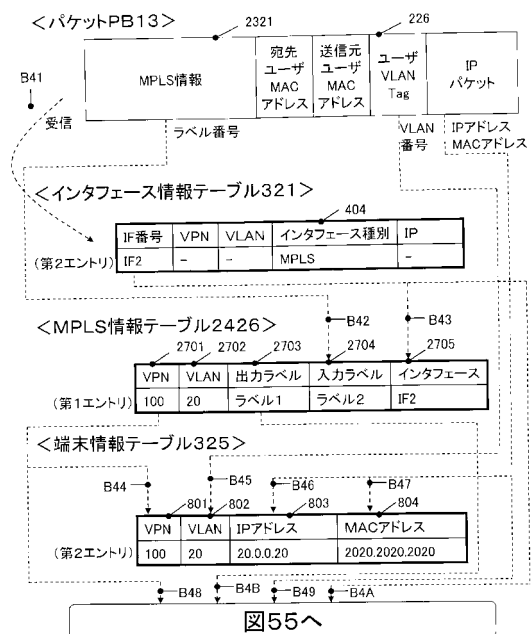 <パケットPB13>
2321
226
B41
受信
MPLS情報
宛先
ユーザ
MAC
アドレス
送信元
ユーザ
MAC
アドレス
ユーザ
VLAN
Tag
IP
パケット
ラベル番号
VLAN
番号
IPアドレス
MACアドレス
<インタフェース情報テーブル321>
404
IF番号 VPN VLAN インタフェース種別 IP
(第2エントリ) IF2 - - MPLS -
B42
B43
<MPLS情報テーブル2426>
2701 2702 2703 2704 2705
VPN VLAN 出力ラベル 入力ラベル インタフェース
(第1エントリ) 100 20 ラベル1 ラベル2 IF2
<端末情報テーブル325>
B44 B45 B46 B47
801 802 803 804
VPN VLAN IPアドレス MACアドレス
(第2エントリ) 100 20 20.0.0.20 2020.2020.2020
B48 B4B B49 B4A
図55へ